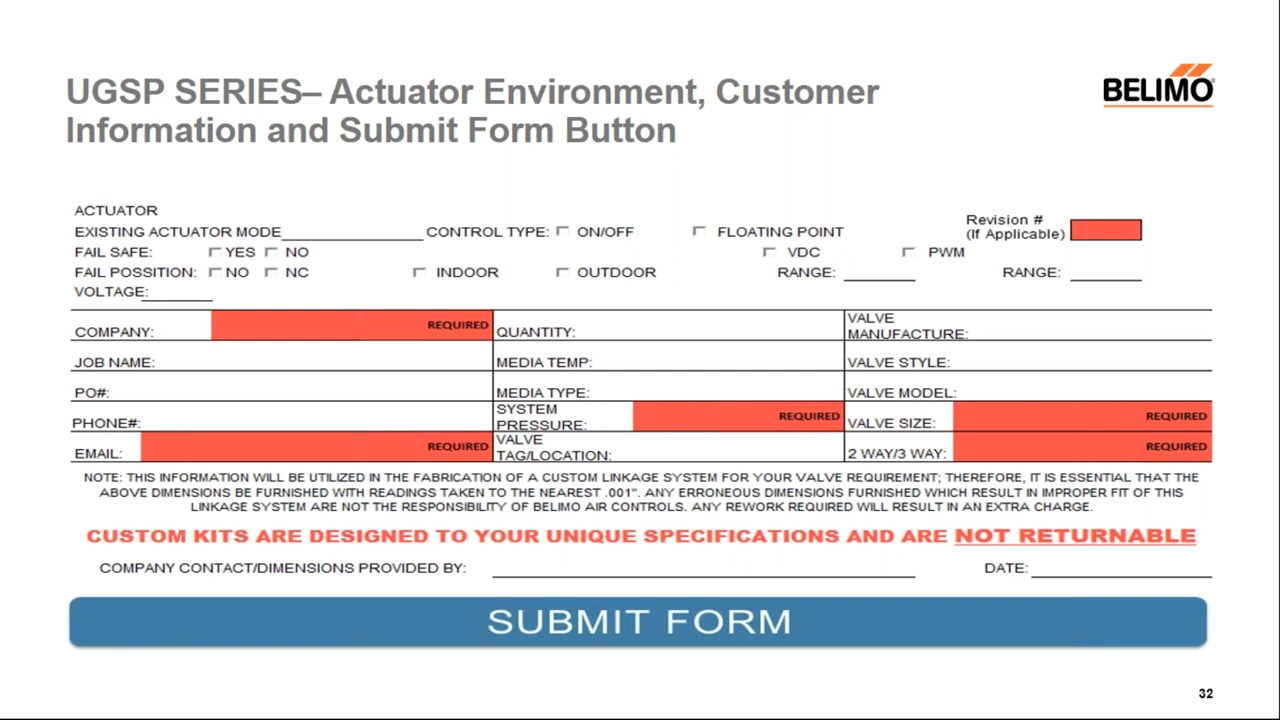 UGSP SERIES– Actuator Environment, Customer
Information and Submit Form Button
BELIMO
ACTUATOR
EXISTING ACTUATOR MODE CONTROL TYPE: ON/OFF FLOATING POINT
Revision #
(If Applicable)
FAIL SAFE: YES NO VDC PWM
FAIL POSSITION: NO NC INDOOR OUTDOOR RANGE: RANGE:
VOLTAGE:
COMPANY: REQUIRED QUANTITY: VALVE
MANUFACTURE:
JOB NAME: MEDIA TEMP: VALVE STYLE:
PO#: MEDIA TYPE: VALVE MODEL:
PHONE#: SYSTEM
PRESSURE: REQUIRED VALVE SIZE: REQUIRED
EMAIL: REQUIRED VALVE
TAG/LOCATION: 2 WAY/3 WAY: REQUIRED
NOTE: THIS INFORMATION WILL BE UTILIZED IN THE FABRICATION OF A CUSTOM LINKAGE SYSTEM FOR YOUR VALVE REQUIREMENT; THEREFORE, IT IS ESSENTIAL THAT THE
ABOVE DIMENSIONS BE FURNISHED WITH READINGS TAKEN TO THE NEAREST .001". ANY ERRONEOUS DIMENSIONS FURNISHED WHICH RESULT IN IMPROPER FIT OF THIS
LINKAGE SYSTEM ARE NOT THE RESPONSIBILITY OF BELIMO AIR CONTROLS. ANY REWORK REQUIRED WILL RESULT IN AN EXTRA CHARGE.
CUSTOM KITS ARE DESIGNED TO YOUR UNIQUE SPECIFICATIONS AND ARE NOT RETURNABLE
COMPANY CONTACT/DIMENSIONS PROVIDED BY: DATE:
SUBMIT FORM
32